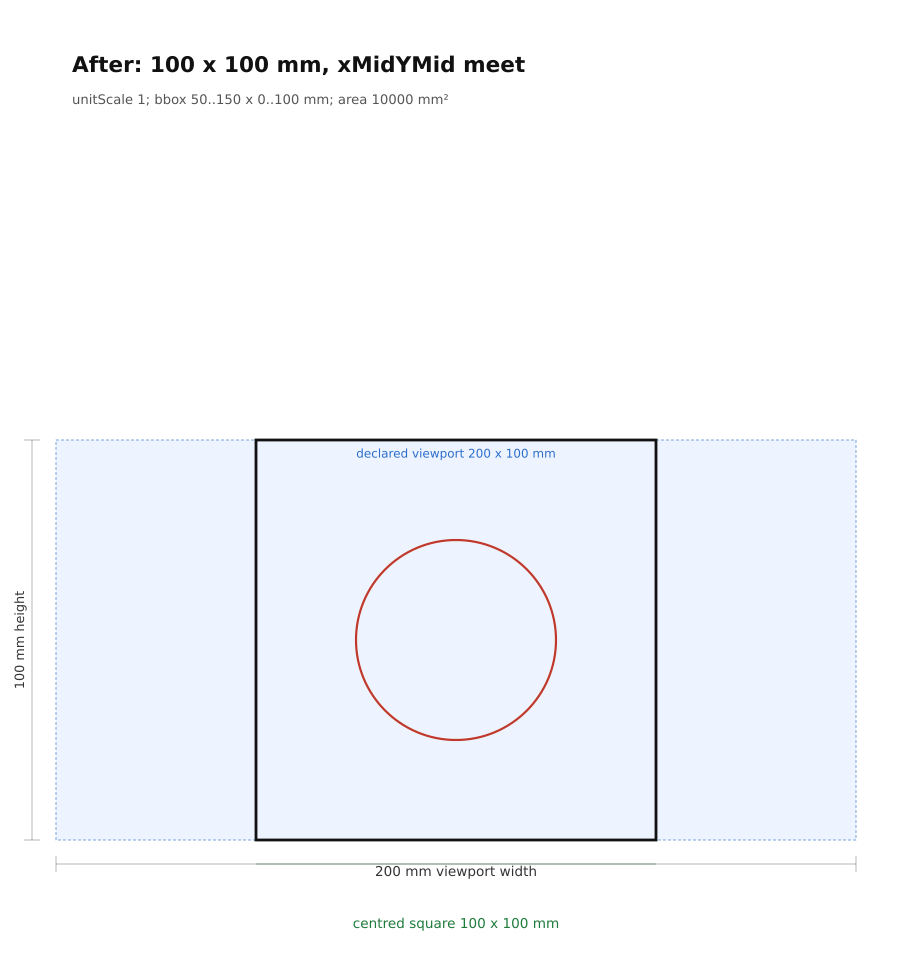 After: 100 x 100 mm, xMidYMid meet
unitScale 1; bbox 50..150 x 0..100 mm; area 10000 mm²
declared viewport 200 x 100 mm
100 mm height
200 mm viewport width
centred square 100 x 100 mm